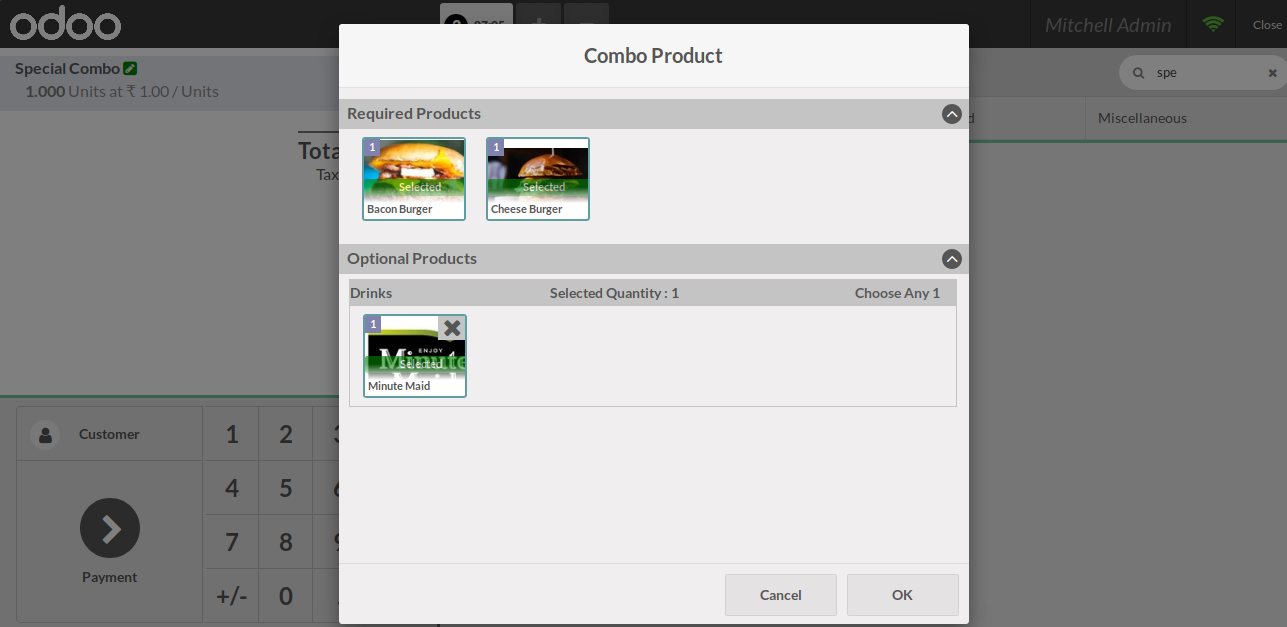 odoo
Mitchell Admin
Close
Special Combo
1.000 Units at ₹ 1.00 / Units
spe
Miscellaneous
Tax
Combo Product
Required Products
1
Selected
Bacon Burger
1
Selected
Cheese Burger
Optional Products
Drinks
Selected Quantity : 1
Choose Any 1
1
ENJOY
Minute
Selected
Minute Maid
Customer
1
2
4
5
7
8
+/-
0
Payment
Cancel
OK